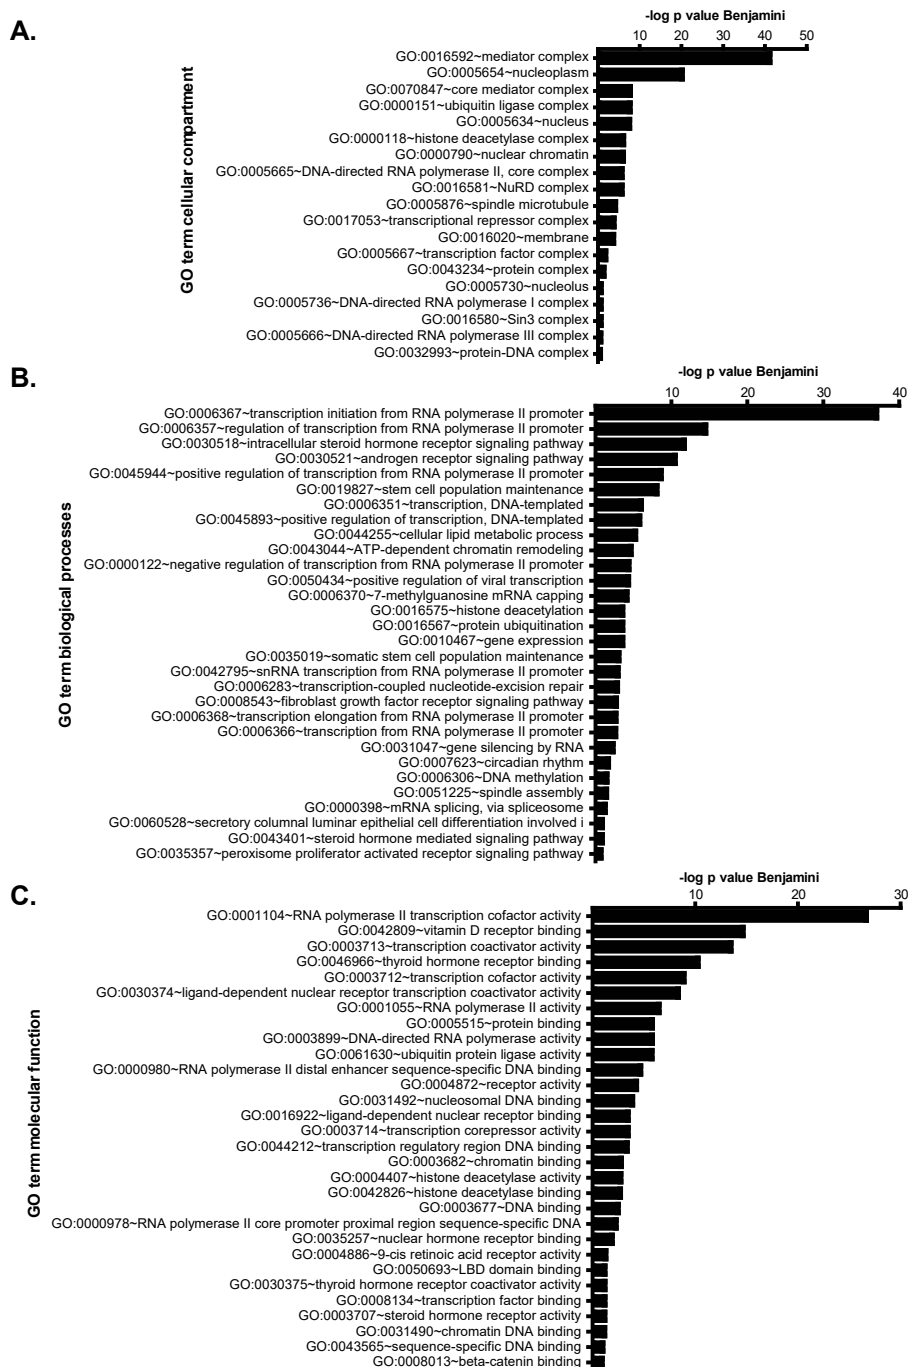 A.
-log p value Benjamini
10 20 30 40 50
GO term cellular compartment
GO:0016592~mediator complex
GO:0005654~nucleoplasm
GO:0070847~core mediator complex
GO:0000151~ubiquitin ligase complex
GO:0005634~nucleus
GO:0000118~histone deacetylase complex
GO:0000790~nuclear chromatin
GO:0005665~DNA-directed RNA polymerase II, core complex
GO:0016581~NuRD complex
GO:0005876~spindle microtubule
GO:0017053~transcriptional repressor complex
GO:0016020~membrane
GO:0005667~transcription factor complex
GO:0043234~protein complex
GO:0005730~nucleolus
GO:0005736~DNA-directed RNA polymerase I complex
GO:0016580~Sin3 complex
GO:0005666~DNA-directed RNA polymerase III complex
GO:0032993~protein-DNA complex
B.
-log p value Benjamini
10 20 30 40
GO term biological processes
GO:0006367~transcription initiation from RNA polymerase II promoter
GO:0006357~regulation of transcription from RNA polymerase II promoter
GO:0030518~intracellular steroid hormone receptor signaling pathway
GO:0030521~androgen receptor signaling pathway
GO:0045944~positive regulation of transcription from RNA polymerase II promoter
GO:0019827~stem cell population maintenance
GO:0006351~transcription, DNA-templated
GO:0045893~positive regulation of transcription, DNA-templated
GO:0044255~cellular lipid metabolic process
GO:0043044~ATP-dependent chromatin remodeling
GO:0000122~negative regulation of transcription from RNA polymerase II promoter
GO:0050434~positive regulation of viral transcription
GO:0006370~7-methylguanosine mRNA capping
GO:0016575~histone deacetylation
GO:0016567~protein ubiquitination
GO:0010467~gene expression
GO:0035019~somatic stem cell population maintenance
GO:0042795~snRNA transcription from RNA polymerase II promoter
GO:0006283~transcription-coupled nucleotide-excision repair
GO:0008543~fibroblast growth factor receptor signaling pathway
GO:0006368~transcription elongation from RNA polymerase II promoter
GO:0006366~transcription from RNA polymerase II promoter
GO:0031047~gene silencing by RNA
GO:0007623~circadian rhythm
GO:0006306~DNA methylation
GO:0051225~spindle assembly
GO:0000398~mRNA splicing, via spliceosome
GO:0060528~secretory columnal luminar epithelial cell differentiation involved i
GO:0043401~steroid hormone mediated signaling pathway
GO:0035357~peroxisome proliferator activated receptor signaling pathway
C.
-log p value Benjamini
10 20 30
GO term molecular function
GO:0001104~RNA polymerase II transcription cofactor activity
GO:0042809~vitamin D receptor binding
GO:0003713~transcription coactivator activity
GO:0046966~thyroid hormone receptor binding
GO:0003712~transcription cofactor activity
GO:0030374~ligand-dependent nuclear receptor transcription coactivator activity
GO:0001055~RNA polymerase II activity
GO:0005515~protein binding
GO:0003899~DNA-directed RNA polymerase activity
GO:0061630~ubiquitin protein ligase activity
GO:0000980~RNA polymerase II distal enhancer sequence-specific DNA binding
GO:0004872~receptor activity
GO:0031492~nucleosomal DNA binding
GO:0016922~ligand-dependent nuclear receptor binding
GO:0003714~transcription corepressor activity
GO:0044212~transcription regulatory region DNA binding
GO:0003682~chromatin binding
GO:0004407~histone deacetylase activity
GO:0042826~histone deacetylase binding
GO:0003677~DNA binding
GO:0000978~RNA polymerase II core promoter proximal region sequence-specific DNA
GO:0035257~nuclear hormone receptor binding
GO:0004886~9-cis retinoic acid receptor activity
GO:0050693~LBD domain binding
GO:0030375~thyroid hormone receptor coactivator activity
GO:0008134~transcription factor binding
GO:0003707~steroid hormone receptor activity
GO:0031490~chromatin DNA binding
GO:0043565~sequence-specific DNA binding
GO:0008013~beta-catenin binding